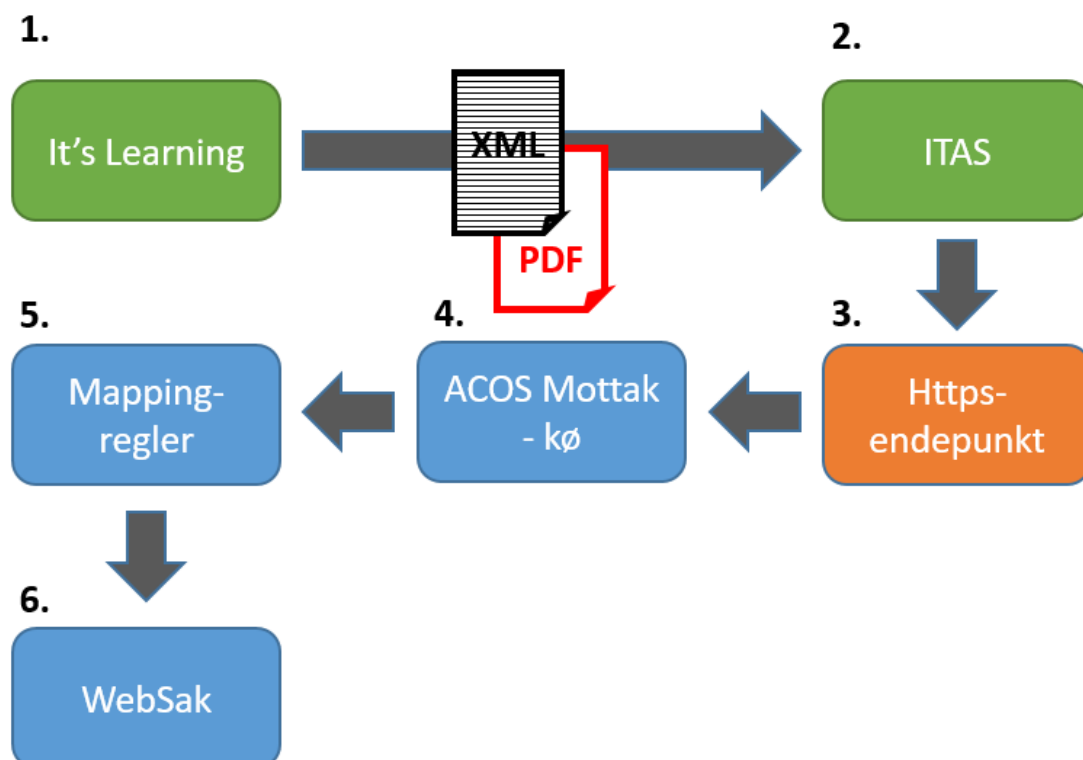 1.
It's Learning
XML
PDF
2.
ITAS
3.
Https-
endepunkt
4.
ACOS Mottak
- kø
5.
Mapping-
regler
6.
WebSak